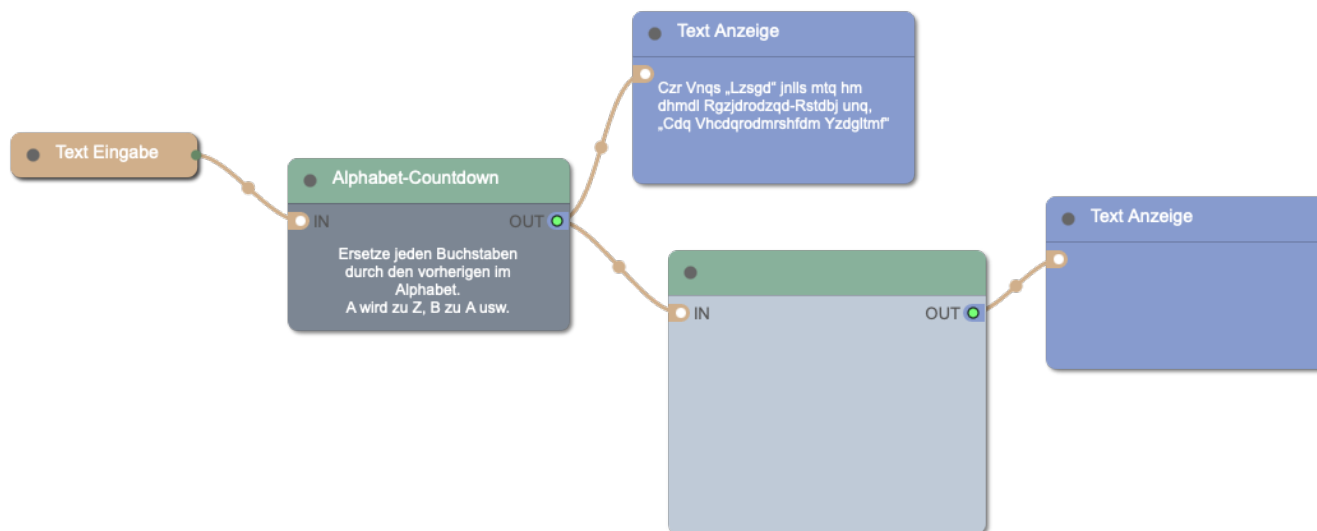 Text Eingabe
Alphabet-Countdown
IN
OUT
Ersetze jeden Buchstaben
durch den vorherigen im
Alphabet.
A wird zu Z, B zu A usw.
Text Anzeige
Czr Vnqs „Lzsgd“ jnlls mtq hm
dhmdl Rgzjdrodzqd-Rstdbj unq,
„Cdq Vhcdqrodmrshfdm Yzdgltmf“
IN
OUT
Text Anzeige